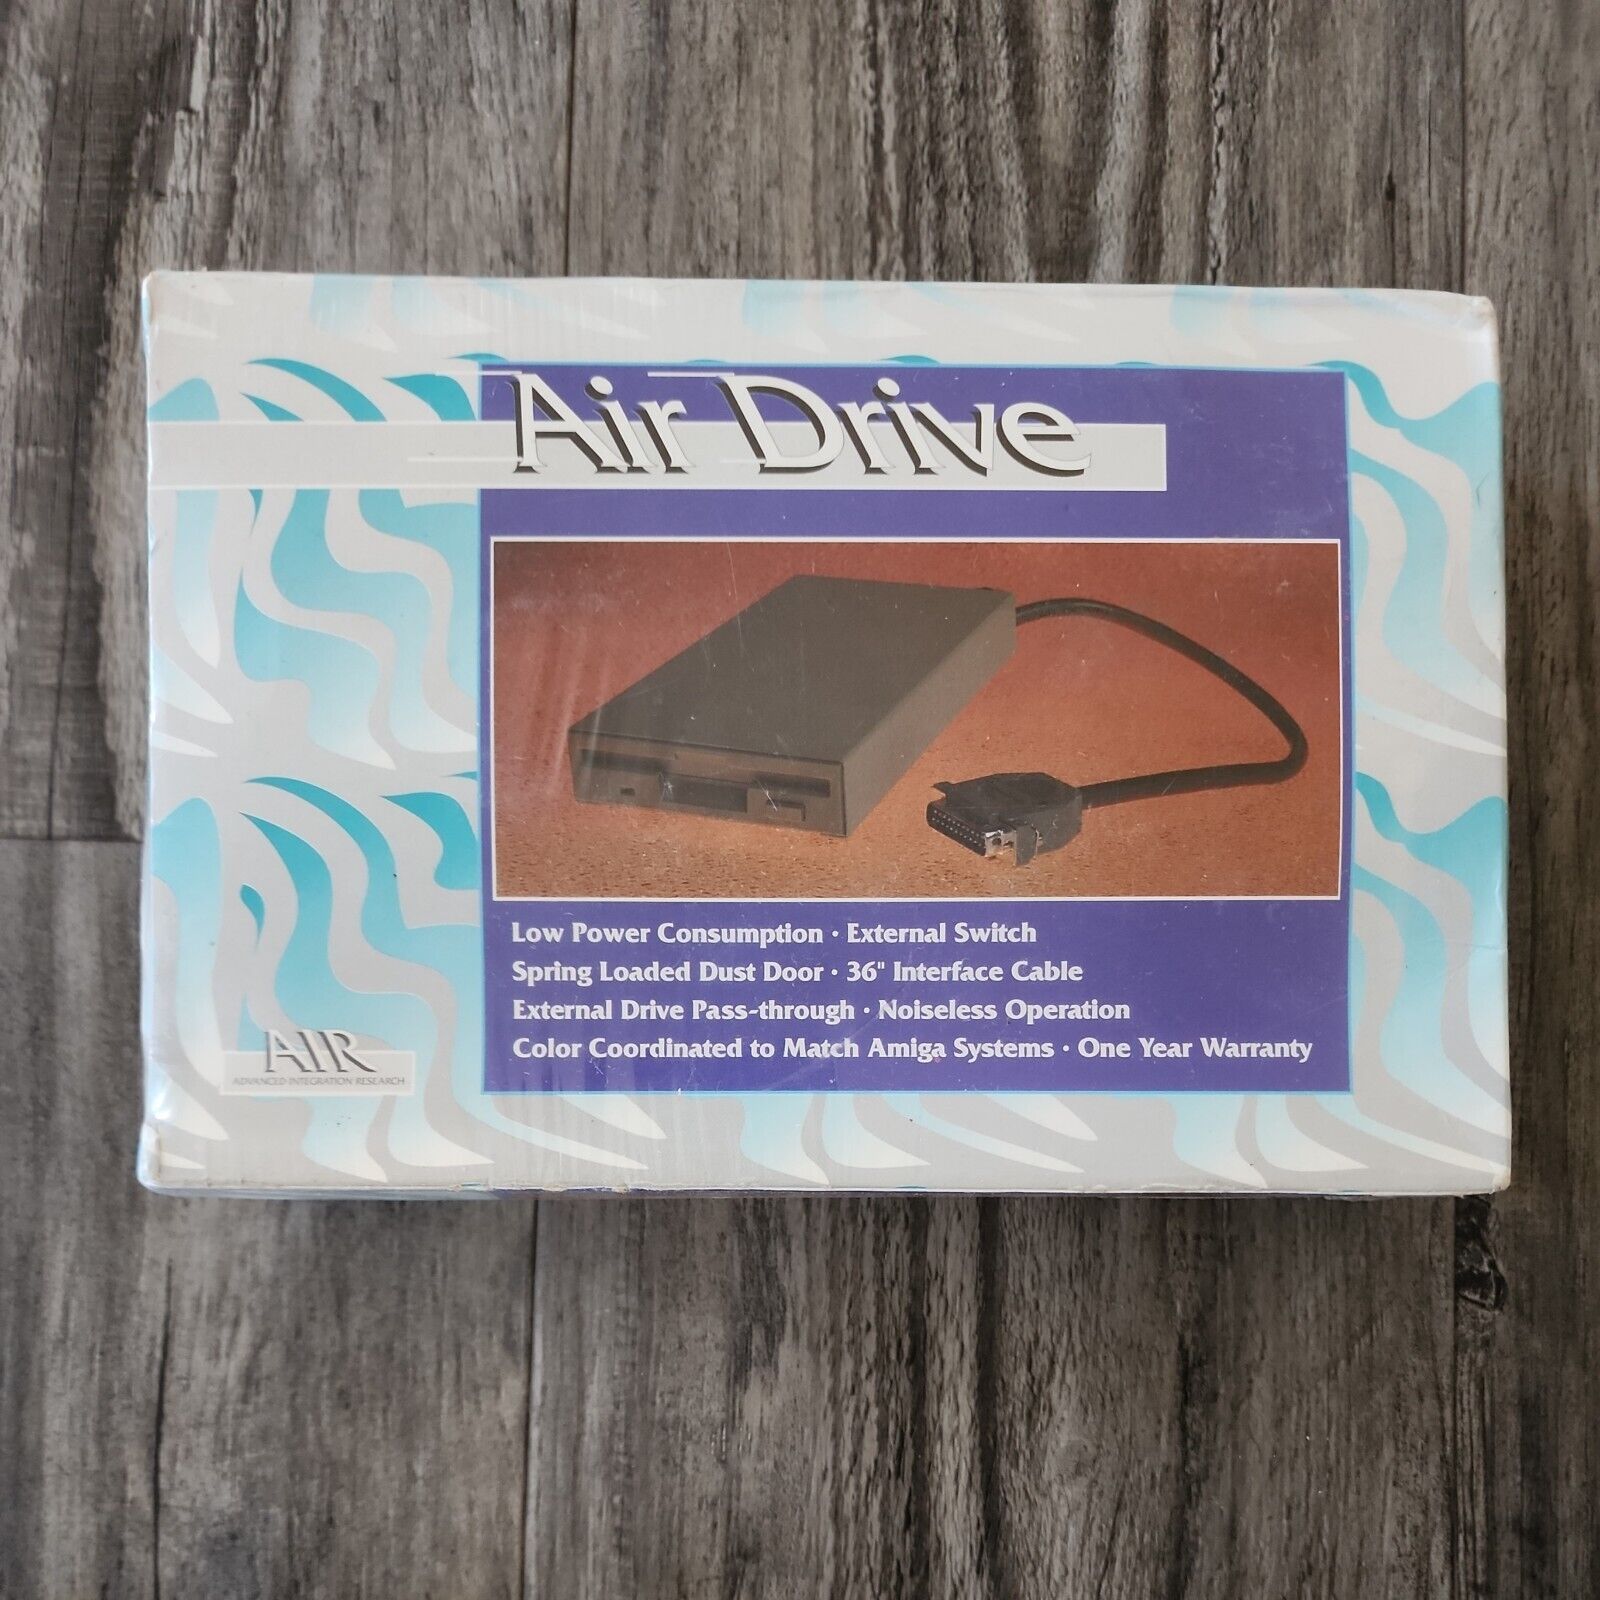 Air Drive
Low Power Consumption · External Switch
Spring Loaded Dust Door · 36" Interface Cable
External Drive Pass-through · Noiseless Operation
Color Coordinated to Match Amiga Systems · One Year Warranty
AIR
ADVANCED INTEGRATION RESEARCH